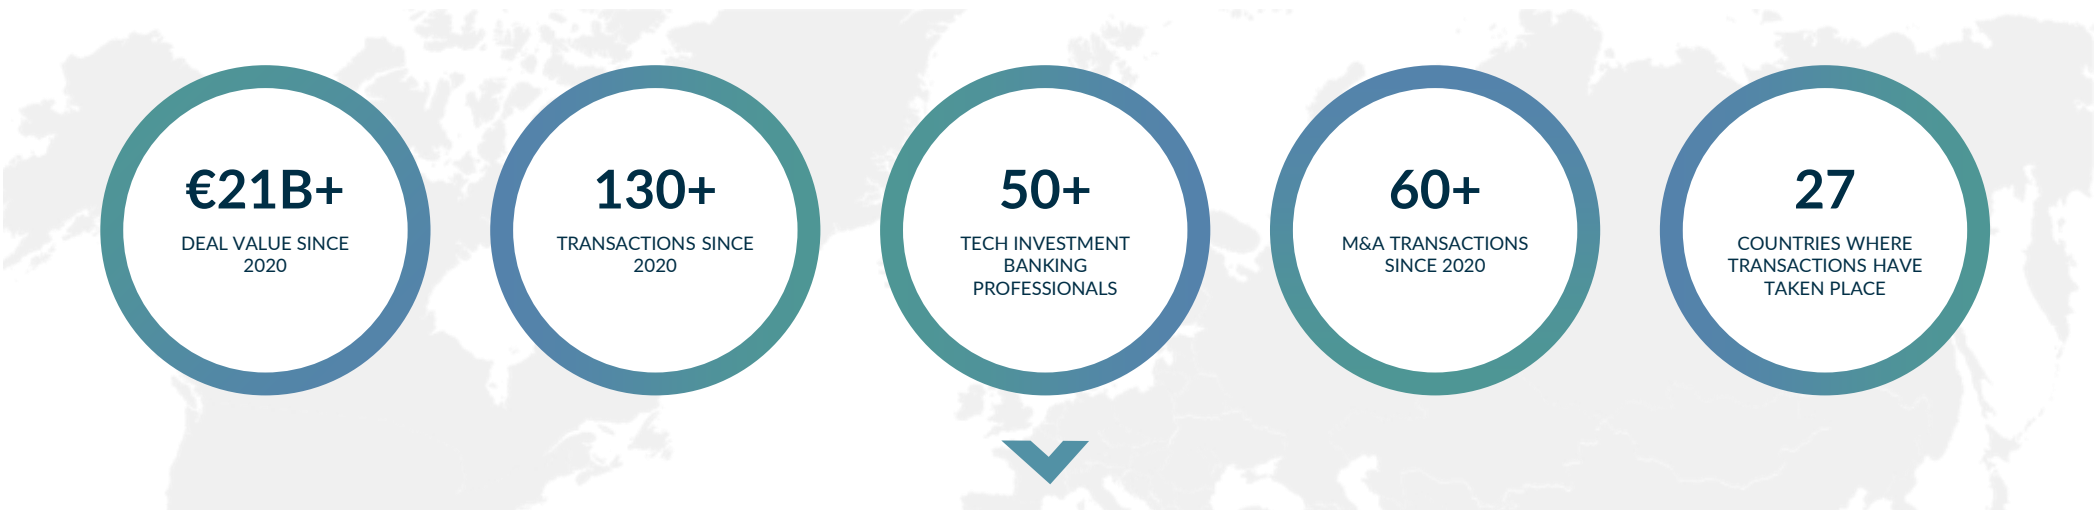 €21B+
DEAL VALUE SINCE
2020
130+
TRANSACTIONS SINCE
2020
50+
TECH INVESTMENT
BANKING
PROFESSIONALS
60+
M&A TRANSACTIONS
SINCE 2020
27
COUNTRIES WHERE
TRANSACTIONS HAVE
TAKEN PLACE